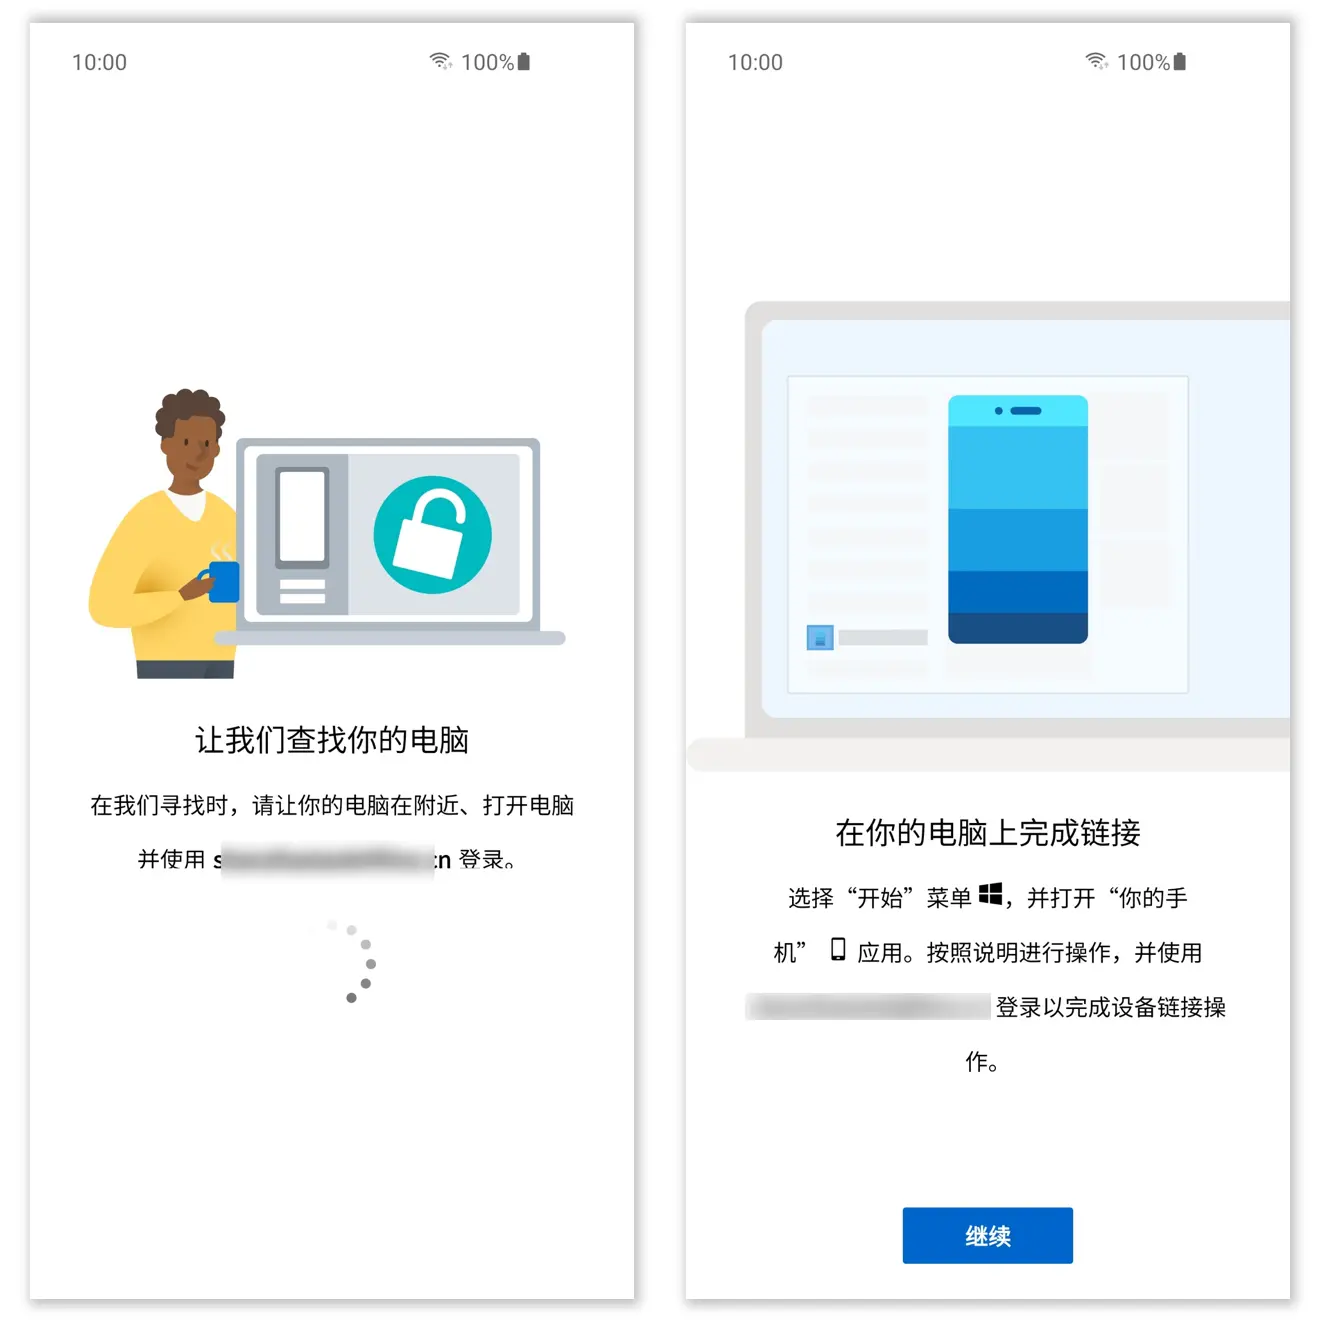 10:00
100%
让我们查找你的电脑
在我们寻找时，请让你的电脑在附近、打开电脑
并使用 登录。
10:00
100%
在你的电脑上完成链接
选择“开始”菜单，并打开“你的手
机” 应用。按照说明进行操作，并使用
登录以完成设备链接操
作。
继续